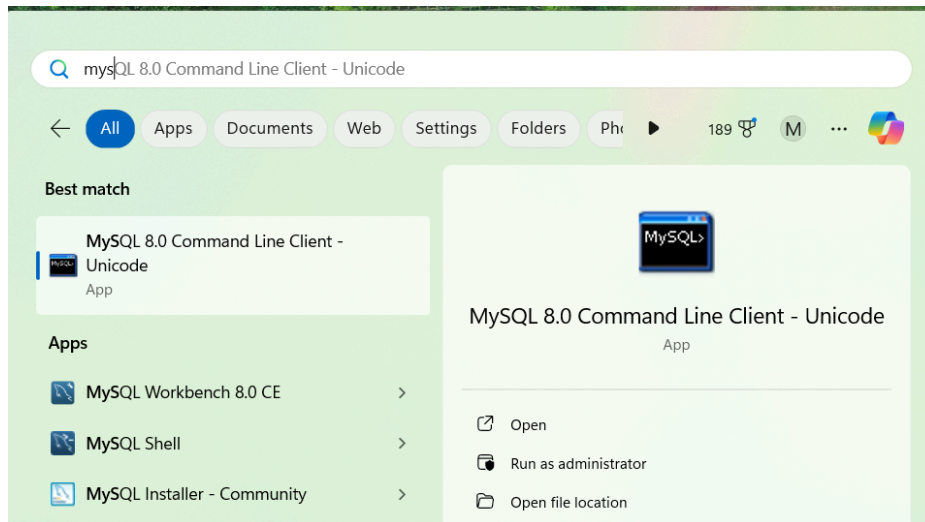 mysQL 8.0 Command Line Client - Unicode
All Apps Documents Web Settings Folders Pho 189 M
Best match
MySQL 8.0 Command Line Client -
Unicode
App
Apps
MySQL Workbench 8.0 CE
MySQL Shell
MySQL Installer - Community
MySQL>
MySQL 8.0 Command Line Client - Unicode
App
Open
Run as administrator
Open file location